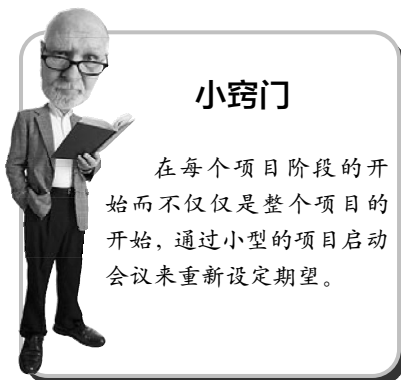 小窍门
在每个项目阶段的开
始而不仅仅是整个项目的
开始，通过小型的项目启动
会议来重新设定期望。